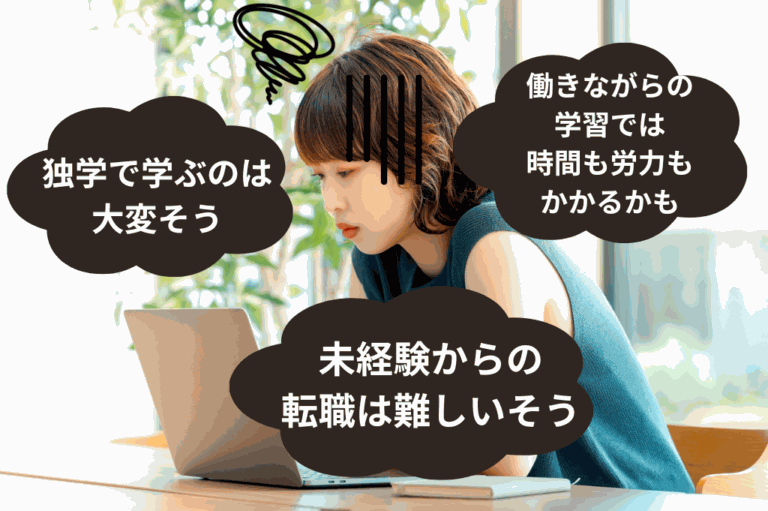 独学で学ぶのは
大変そう
働きながらの
学習では
時間も労力も
かかるかも
未経験からの
転職は難しいそう